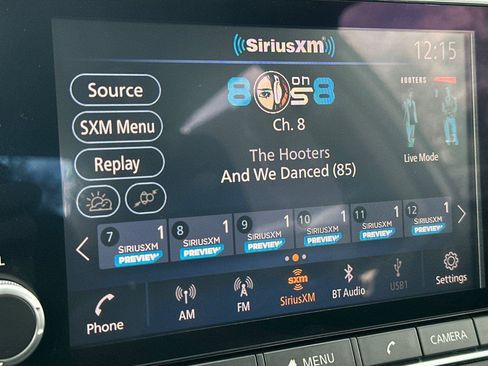 SiriusXM
12:15
Source
8 on 8
HOOTERS
SXM Menu
Ch. 8
Replay
The Hooters
And We Danced (85)
Live Mode
7 1 SIRIUSXM PREVIEW
8 1 SIRIUSXM PREVIEW
9 1 SIRIUSXM PREVIEW
10 1 SIRIUSXM PREVIEW
11 1 SIRIUSXM PREVIEW
12 1 SIRIUSXM PREVIEW
sxm
Phone
AM
FM
SiriusXM
BT Audio
USB1
Settings
MENU
CAMERA